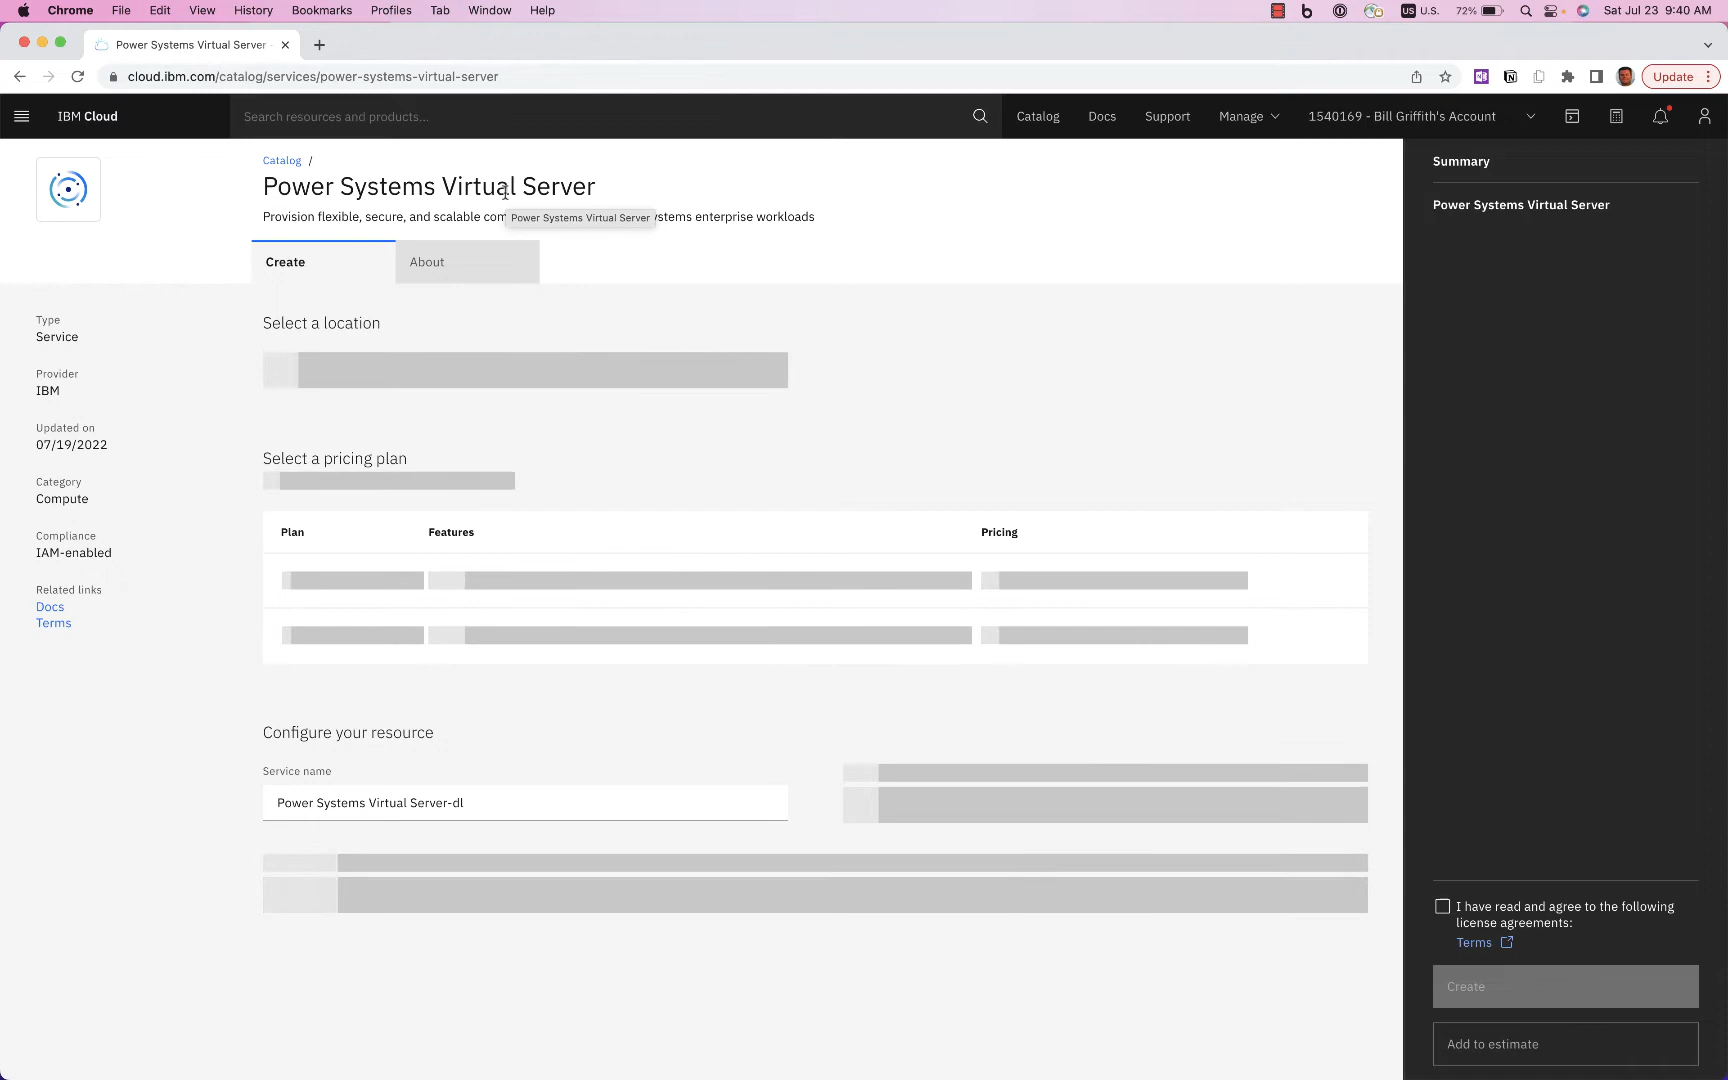 Chrome File Edit View History Bookmarks Profiles Tab Window Help
US U.S. 72% Sat Jul 23 9:40 AM
Power Systems Virtual Server -
cloud.ibm.com/catalog/services/power-systems-virtual-server
Update
IBM Cloud
Search resources and products...
Catalog Docs Support Manage 1540169 - Bill Griffith's Account
Catalog /
Power Systems Virtual Server
Provision flexible, secure, and scalable com
Power Systems Virtual Server
ystems enterprise workloads
Create About
Type
Service
Provider
IBM
Updated on
07/19/2022
Category
Compute
Compliance
IAM-enabled
Related links
Docs
Terms
Select a location
Select a pricing plan
Plan Features Pricing
Configure your resource
Service name
Power Systems Virtual Server-dl
Summary
Power Systems Virtual Server
I have read and agree to the following
license agreements:
Terms
Create
Add to estimate